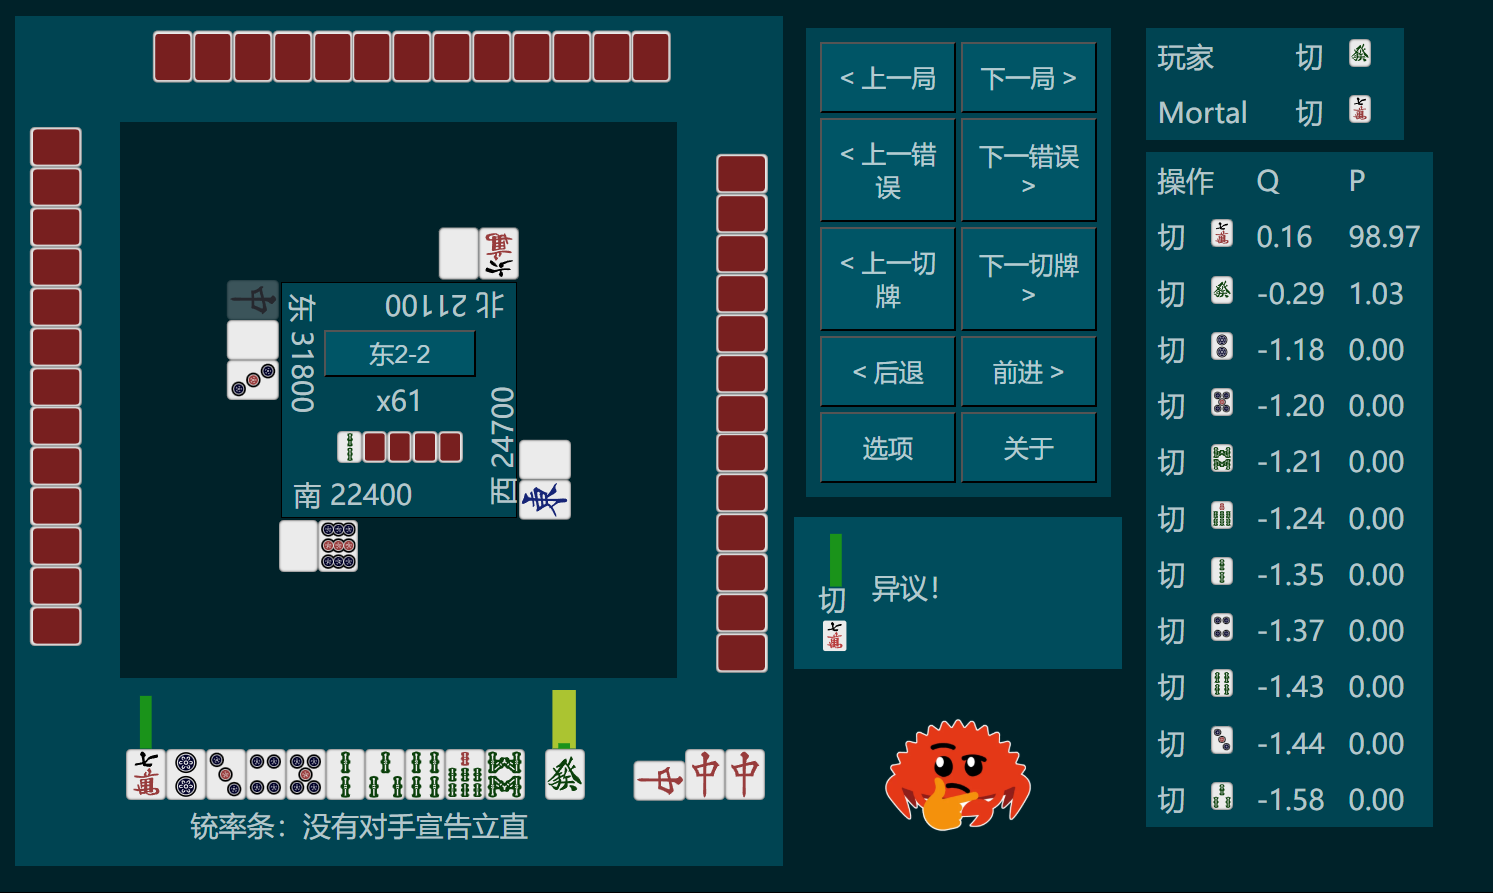 北 21100
东 31800
东2-2
x61
西 24700
南 22400
铳率条：没有对手宣告立直
< 上一局
下一局 >
< 上一错
误
下一错误
>
< 上一切
牌
下一切牌
>
< 后退
前进 >
选项
关于
切
异议!
玩家 切
Mortal 切
操作 Q P
切 0.16 98.97
切 -0.29 1.03
切 -1.18 0.00
切 -1.20 0.00
切 -1.21 0.00
切 -1.24 0.00
切 -1.35 0.00
切 -1.37 0.00
切 -1.43 0.00
切 -1.44 0.00
切 -1.58 0.00